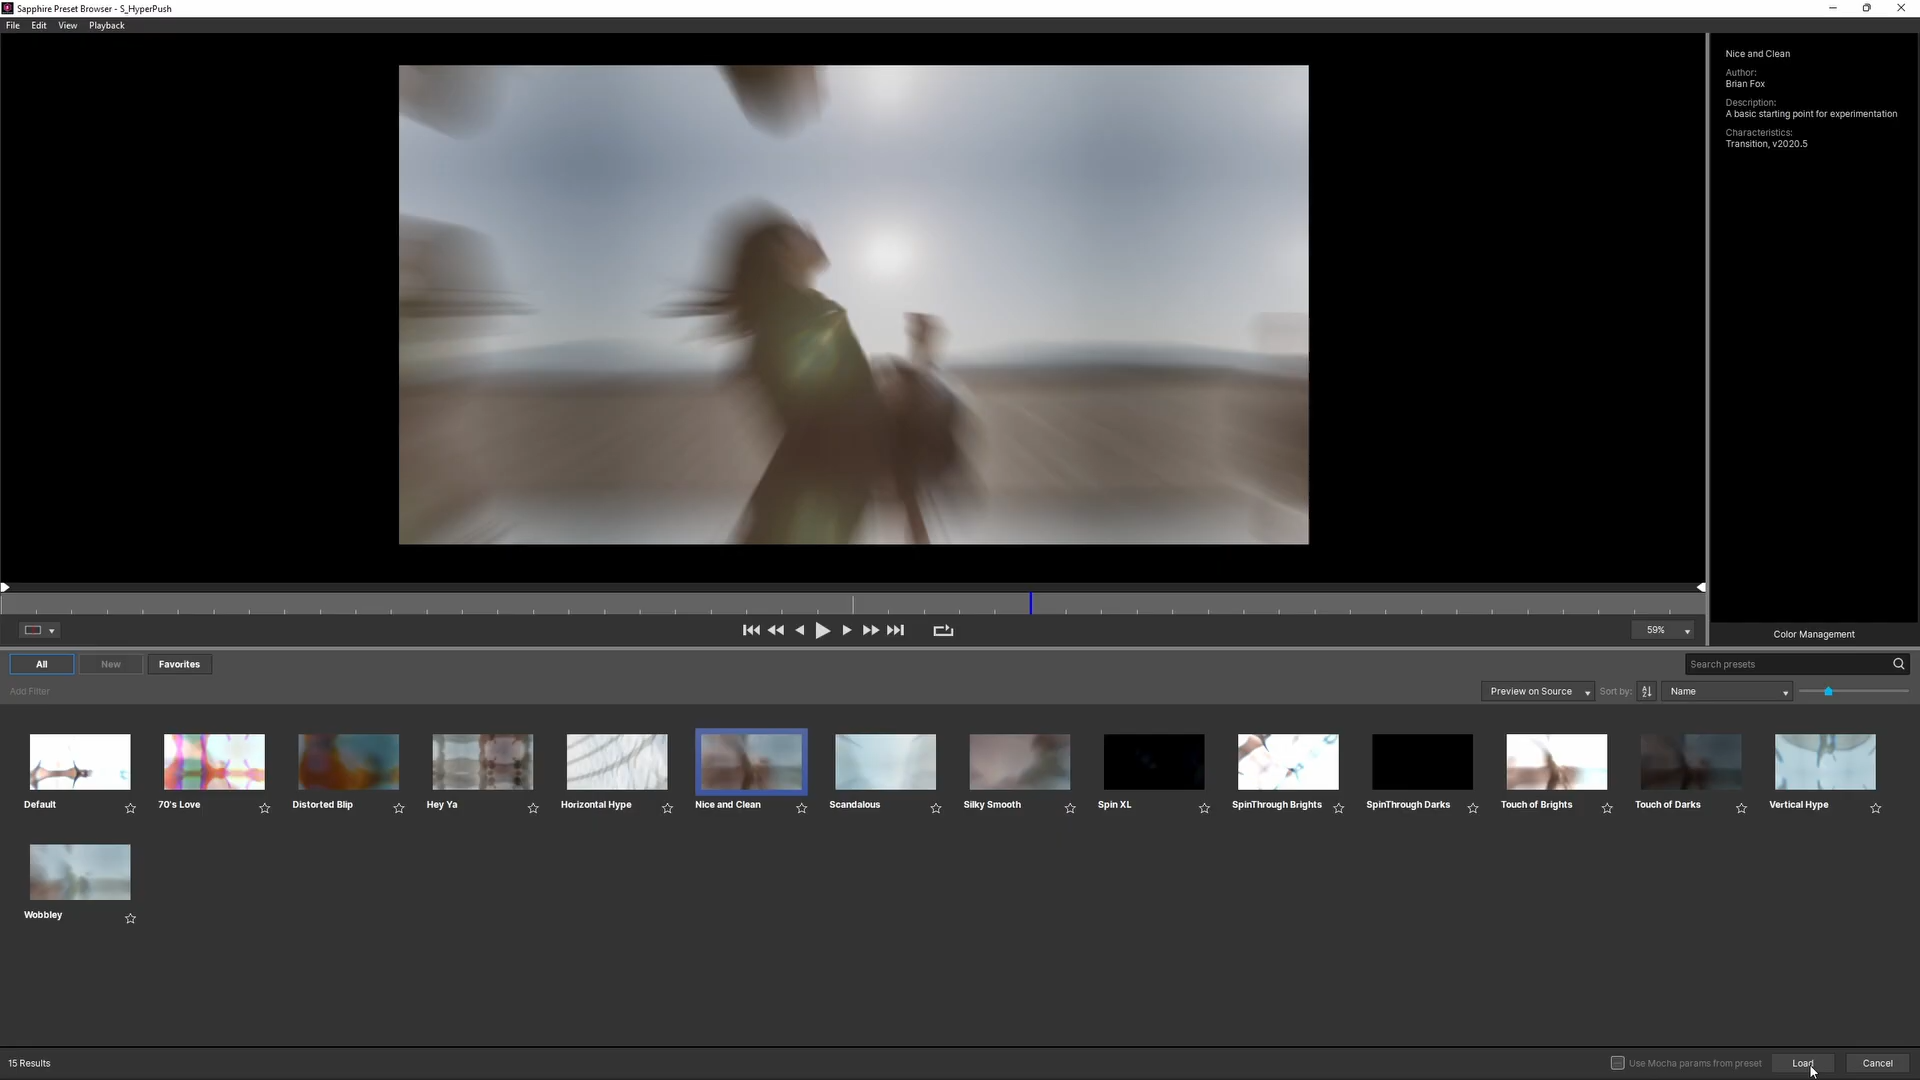 Sapphire Preset Browser - S_HyperPush
File Edit View Playback
Nice and Clean
Author:
Brian Fox
Description:
A basic starting point for experimentation
Characteristics:
Transition, v2020.5
59%
Color Management
All New Favorites
Search presets
Add Filter
Preview on Source
Sort by:
Name
Default
70's Love
Distorted Blip
Hey Ya
Horizontal Hype
Nice and Clean
Scandalous
Silky Smooth
Spin XL
SpinThrough Brights
SpinThrough Darks
Touch of Brights
Touch of Darks
Vertical Hype
Wobbley
15 Results
Use Mocha params from preset
Load
Cancel